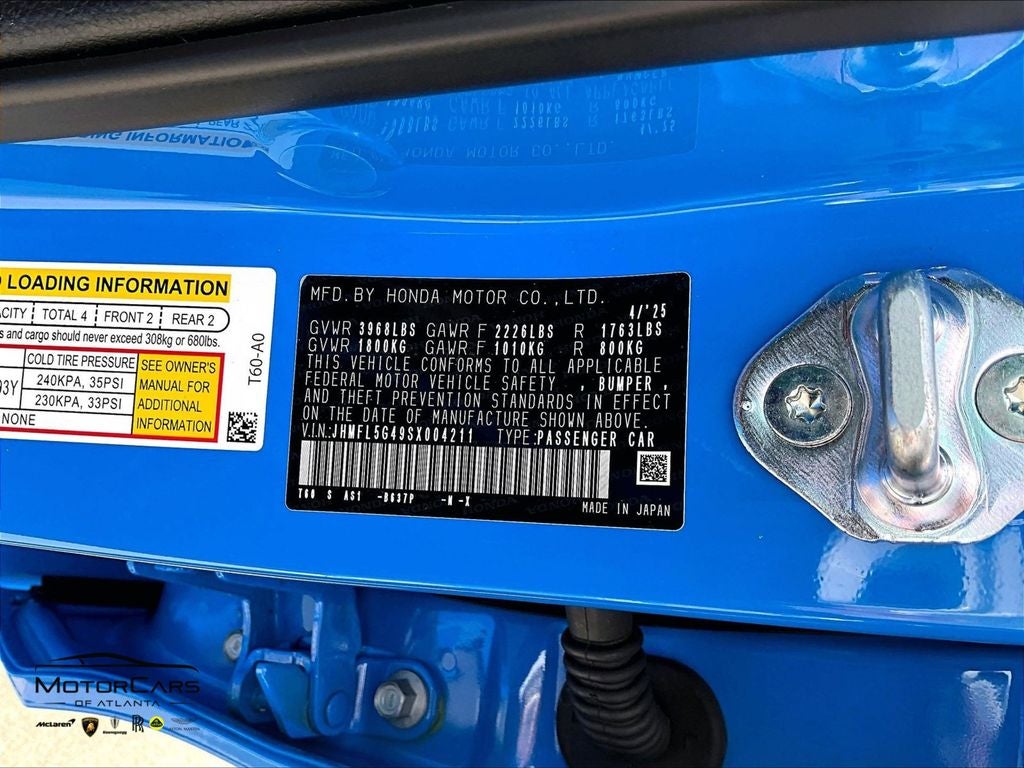 LOADING INFORMATION
ACITY TOTAL 4 FRONT 2 REAR 2
s and cargo should never exceed 308kg or 680lbs.
COLD TIRE PRESSURE
93Y
240KPA, 35PSI
230KPA, 33PSI
NONE
SEE OWNER'S
MANUAL FOR
ADDITIONAL
INFORMATION
T60-A0
MFD.BY HONDA MOTOR CO.,LTD.
4/'25
GVWR 3968LBS GAWR F 2226LBS R 1763LBS
GVWR 1800KG GAWR F 1010KG R 800KG
THIS VEHICLE CONFORMS TO ALL APPLICABLE
FEDERAL MOTOR VEHICLE SAFETY , BUMPER ,
AND THEFT PREVENTION STANDARDS IN EFFECT
ON THE DATE OF MANUFACTURE SHOWN ABOVE.
V.I.N:JHMFL5G49SX004211 TYPE:PASSENGER CAR
T60 S AS1 -B637P -N -X
MADE IN JAPAN
MOTORCARS
OF ATLANTA
McLaren